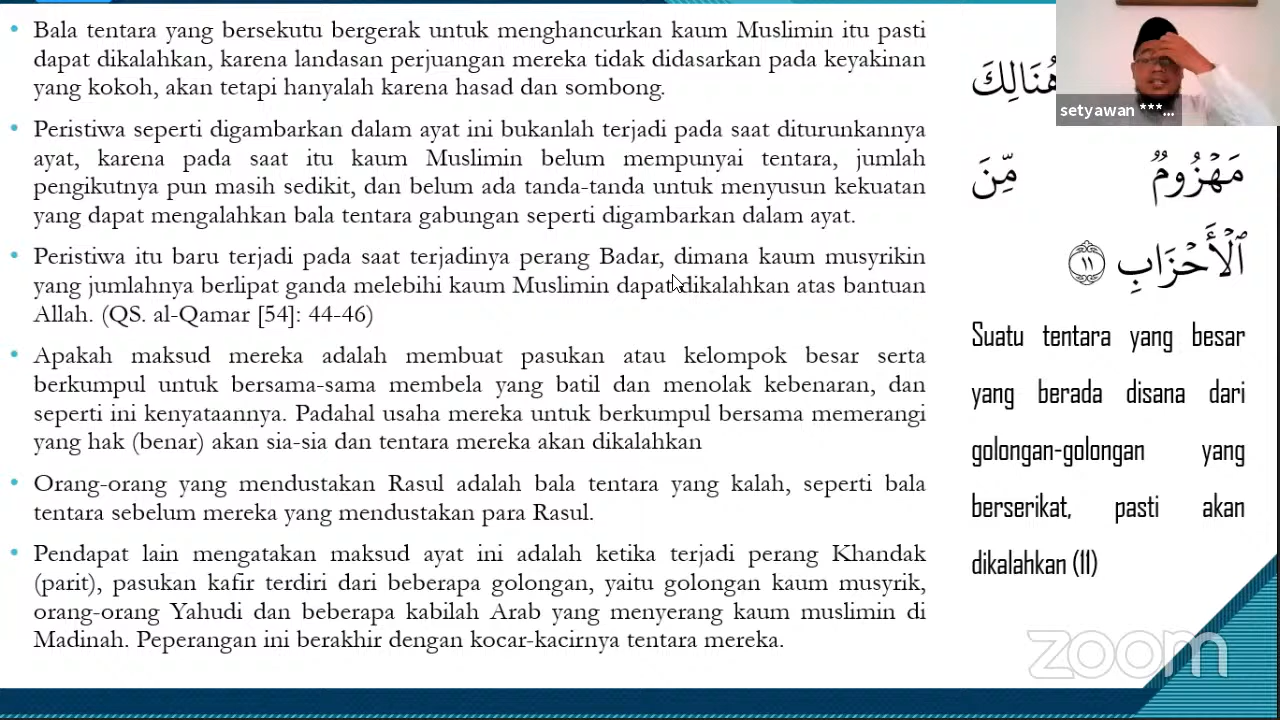 • Bala tentara yang bersekutu bergerak untuk menghancurkan kaum Muslimin itu pasti
dapat dikalahkan, karena landasan perjuangan mereka tidak didasarkan pada keyakinan
yang kokoh, akan tetapi hanyalah karena hasad dan sombong.
• Peristiwa seperti digambarkan dalam ayat ini bukanlah terjadi pada saat diturunkannya
ayat, karena pada saat itu kaum Muslimin belum mempunyai tentara, jumlah
pengikutnya pun masih sedikit, dan belum ada tanda-tanda untuk menyusun kekuatan
yang dapat mengalahkan bala tentara gabungan seperti digambarkan dalam ayat.
• Peristiwa itu baru terjadi pada saat terjadinya perang Badar, dimana kaum musyrikin
yang jumlahnya berlipat ganda melebihi kaum Muslimin dapat dikalahkan atas bantuan
Allah. (QS. al-Qamar [54]: 44-46)
• Apakah maksud mereka adalah membuat pasukan atau kelompok besar serta
berkumpul untuk bersama-sama membela yang batil dan menolak kebenaran, dan
seperti ini kenyataannya. Padahal usaha mereka untuk berkumpul bersama memerangi
yang hak (benar) akan sia-sia dan tentara mereka akan dikalahkan
• Orang-orang yang mendustakan Rasul adalah bala tentara yang kalah, seperti bala
tentara sebelum mereka yang mendustakan para Rasul.
• Pendapat lain mengatakan maksud ayat ini adalah ketika terjadi perang Khandak
(parit), pasukan kafir terdiri dari beberapa golongan, yaitu golongan kaum musyrik,
orang-orang Yahudi dan beberapa kabilah Arab yang menyerang kaum muslimin di
Madinah. Peperangan ini berakhir dengan kocar-kacirnya tentara mereka.
هُنَالِكَ
setyawan ***...
مَهۡزُومٞ مِّنَ
ٱلۡأَحۡزَابِ ١١
Suatu tentara yang besar
yang berada disana dari
golongan-golongan yang
berserikat, pasti akan
dikalahkan (11)
zoom